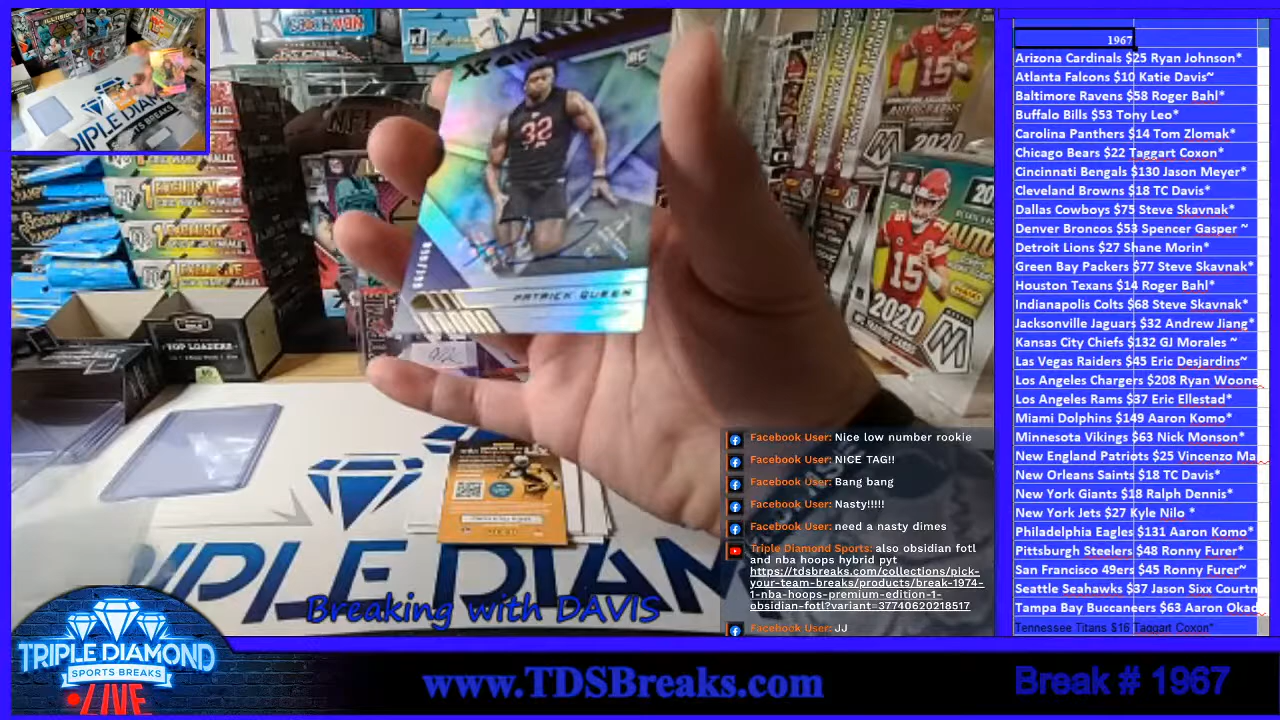 1967
Arizona Cardinals $25 Ryan Johnson*
Atlanta Falcons $10 Katie Davis~
Baltimore Ravens $58 Roger Bahl*
Buffalo Bills $53 Tony Leo*
Carolina Panthers $14 Tom Zlomak*
Chicago Bears $22 Taggart Coxon*
Cincinnati Bengals $130 Jason Meyer*
Cleveland Browns $18 TC Davis*
Dallas Cowboys $75 Steve Skavnak*
Denver Broncos $53 Spencer Gasper ~
Detroit Lions $27 Shane Morin*
Green Bay Packers $77 Steve Skavnak*
Houston Texans $14 Roger Bahl*
Indianapolis Colts $68 Steve Skavnak*
Jacksonville Jaguars $32 Andrew Jiang*
Kansas City Chiefs $132 GJ Morales ~
Las Vegas Raiders $45 Eric Desjardins~
Los Angeles Chargers $208 Ryan Woone
Los Angeles Rams $37 Eric Ellestad*
Miami Dolphins $149 Aaron Komo*
Minnesota Vikings $63 Nick Monson*
New England Patriots $25 Vincenzo Ma
New Orleans Saints $18 TC Davis*
New York Giants $18 Ralph Dennis*
New York Jets $27 Kyle Nilo *
Philadelphia Eagles $131 Aaron Komo*
Pittsburgh Steelers $48 Ronny Furer*
San Francisco 49ers $45 Ronny Furer~
Seattle Seahawks $37 Jason Sixx Courtn
Tampa Bay Buccaneers $63 Aaron Okad
Tennessee Titans $16 Taggart Coxon*
XR
RC
32
PATRICK QUEEN
TOP LOADERS
15
2020
15
20
AUTO
2020
TRIPLE DIAM
Breaking with DAVIS
Facebook User: Nice low number rookie
Facebook User: NICE TAG!!
Facebook User: Bang bang
Facebook User: Nasty!!!!!
Facebook User: need a nasty dimes
Triple Diamond Sports: also obsidian fotl
and nba hoops hybrid pyt
https://tdsbreaks.com/collections/pick-
your-team-breaks/products/break-1974-
1-nba-hoops-premium-edition-1-
obsidian-fotl?variant=37740620218517
Facebook User: JJ
TRIPLE DIAMOND
SPORTS BREAKS
•LIVE
www.TDSBreaks.com
Break # 1967